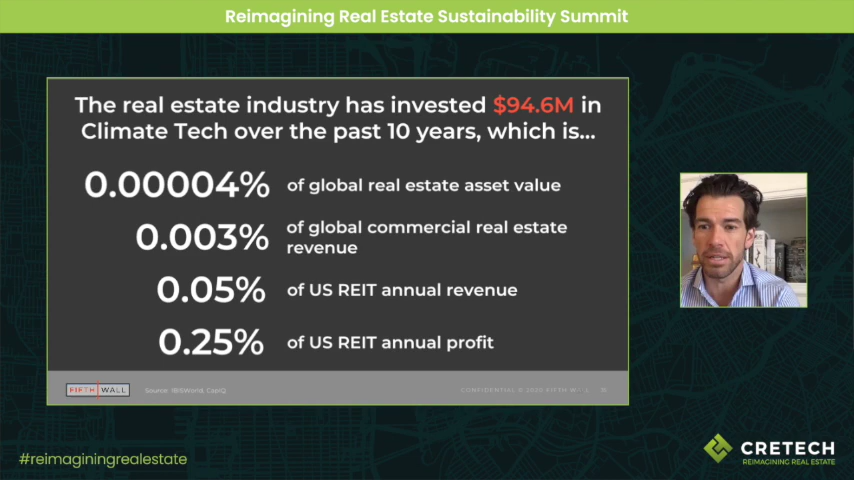 Reimagining Real Estate Sustainability Summit
The real estate industry has invested $94.6M in
Climate Tech over the past 10 years, which is...
0.00004% of global real estate asset value
0.003% of global commercial real estate
revenue
0.05% of US REIT annual revenue
0.25% of US REIT annual profit
FIFTH WALL Source: IBISWorld, CapIQ CONFIDENTIAL © 2020 FIFTH
#reimaginingrealestate
CRETECH
REIMAGINING REAL ESTATE